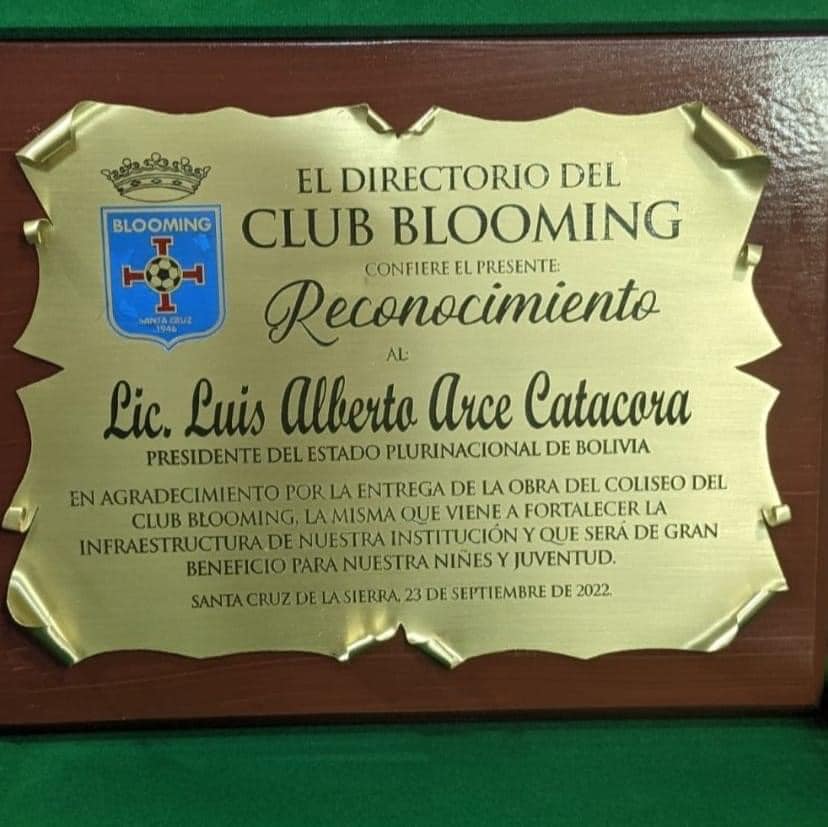 BLOOMING
SANTA CRUZ
1946
EL DIRECTORIO DEL
CLUB BLOOMING
CONFIERE EL PRESENTE:
Reconocimiento
AL:
Lic. Luis Alberto Arce Catacora
PRESIDENTE DEL ESTADO PLURINACIONAL DE BOLIVIA
EN AGRADECIMIENTO POR LA ENTREGA DE LA OBRA DEL COLISEO DEL
CLUB BLOOMING, LA MISMA QUE VIENE A FORTALECER LA
INFRAESTRUCTURA DE NUESTRA INSTITUCIÓN Y QUE SERÁ DE GRAN
BENEFICIO PARA NUESTRA NIÑES Y JUVENTUD.
SANTA CRUZ DE LA SIERRA, 23 DE SEPTIEMBRE DE 2022.